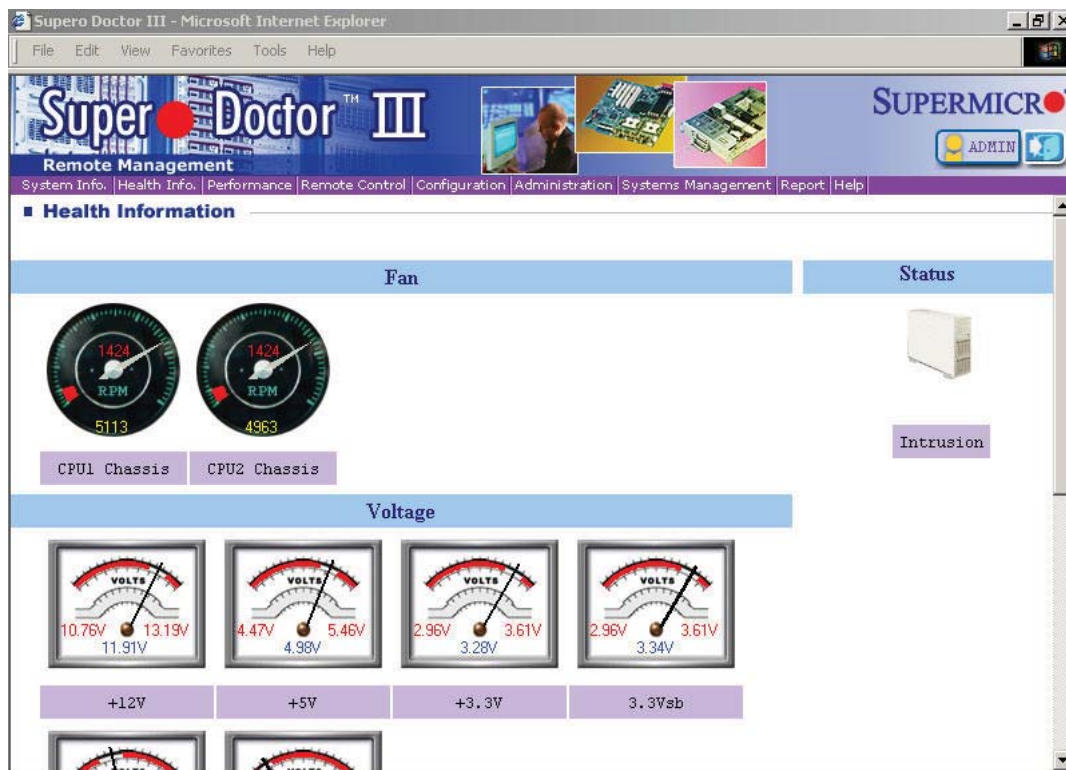 Supero Doctor III - Microsoft Internet Explorer
File Edit View Favorites Tools Help
Super Doctor™ III
SUPERMICR
Remote Management
ADMIN
System Info. Health Info. Performance Remote Control Configuration Administration Systems Management Report Help
Health Information
Fan
Status
1424 1424
RPM RPM
5113 4963
CPU1 Chassis CPU2 Chassis
Intrusion
Voltage
VOLTS VOLTS VOLTS VOLTS
10.76V 13.19V 4.47V 5.46V 2.96V 3.61V 2.96V 3.61V
11.91V 4.98V 3.28V 3.34V
+12V +5V +3.3V 3.3Vsb
VOLTS VOLTS